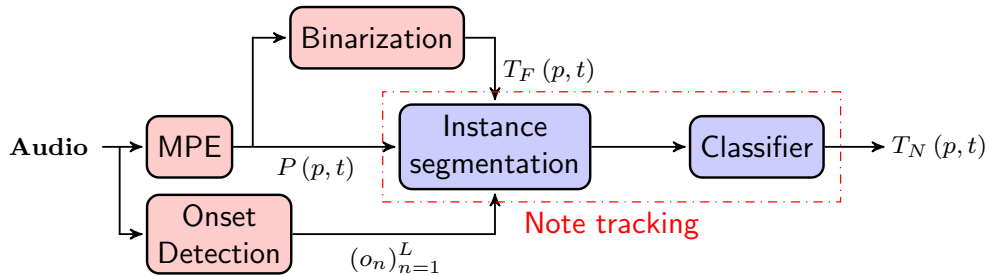 Binarization
T_F (p, t)
Audio
MPE
P (p, t)
Instance
segmentation
Classifier
T_N (p, t)
Onset
Detection
(o_n)_{n=1}^{L}
Note tracking